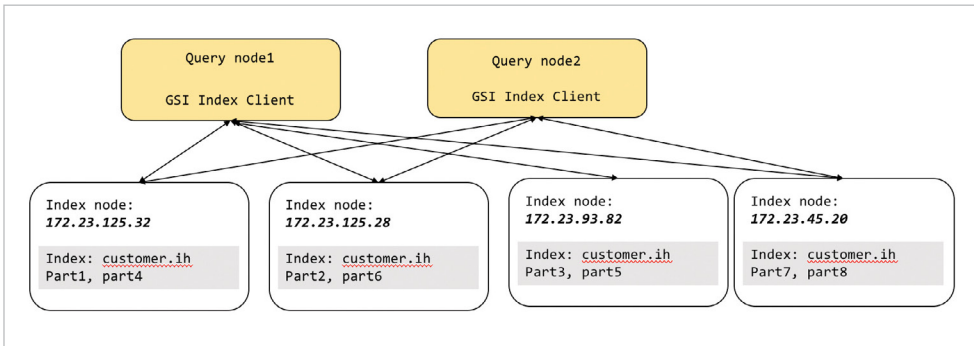 Query node1
GSI Index Client
Query node2
GSI Index Client
Index node:
172.23.125.32
Index: customer.ih
Part1, part4
Index node:
172.23.125.28
Index: customer.ih
Part2, part6
Index node:
172.23.93.82
Index: customer.ih
Part3, part5
Index node:
172.23.45.20
Index: customer.ih
Part7, part8